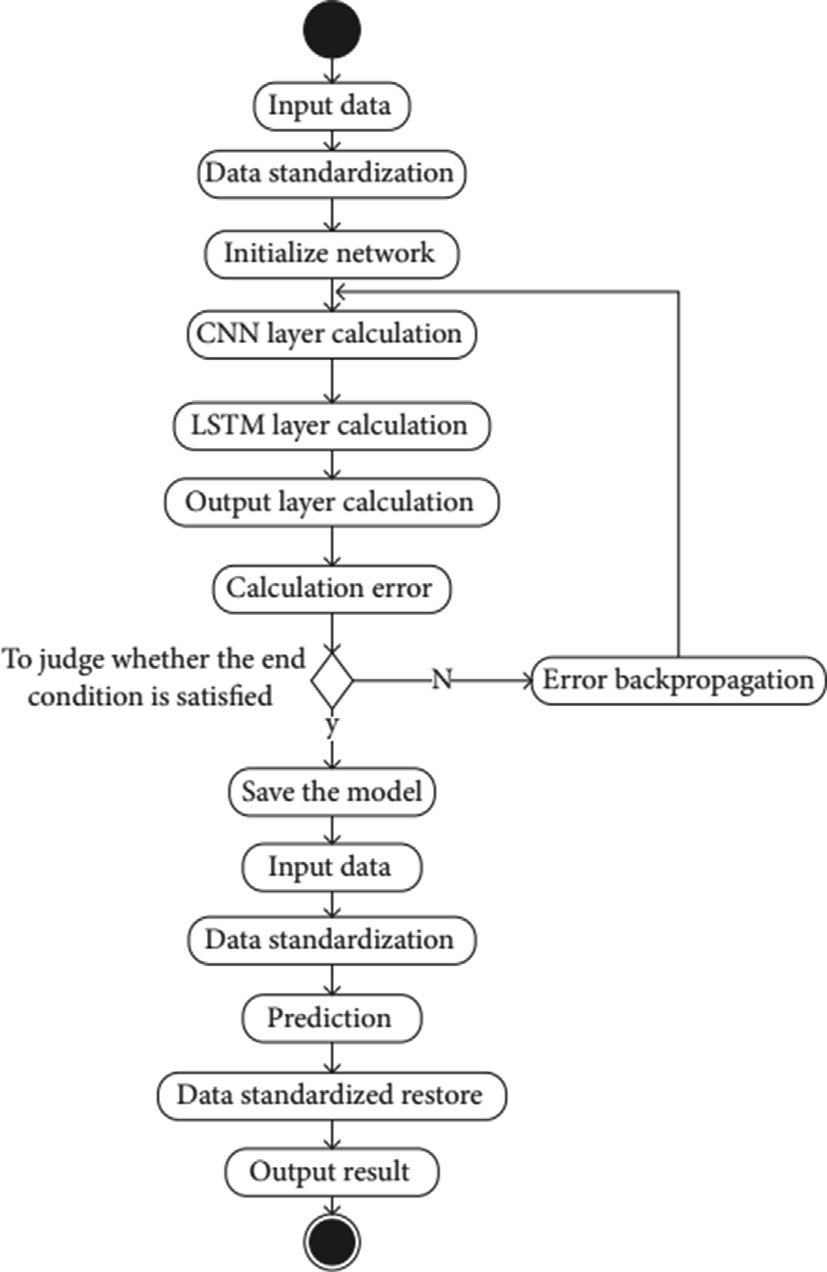 Input data
Data standardization
Initialize network
CNN layer calculation
LSTM layer calculation
Output layer calculation
Calculation error
To judge whether the end
condition is satisfied
N
Error backpropagation
y
Save the model
Input data
Data standardization
Prediction
Data standardized restore
Output result